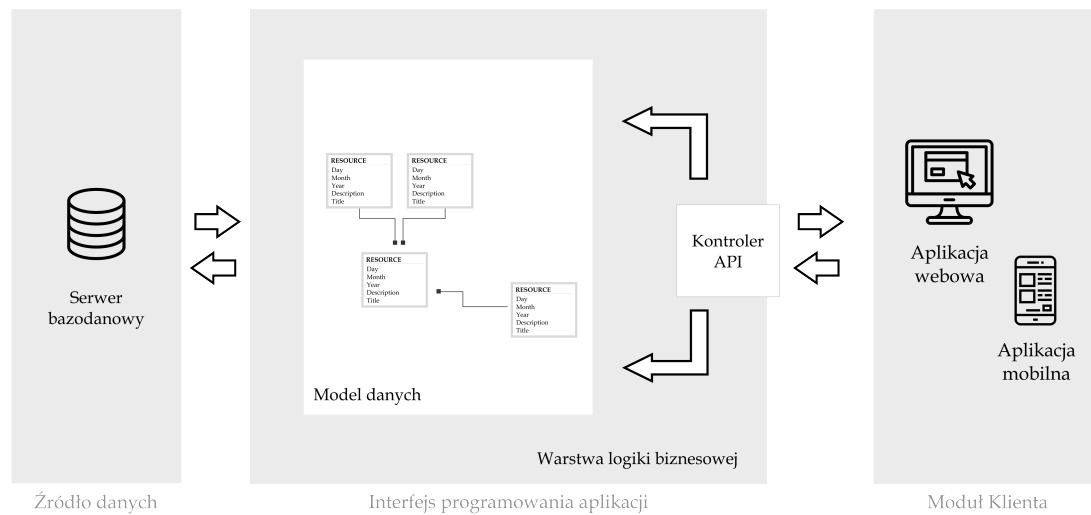 Serwer
bazodanowy
Źródło danych
RESOURCE
Day
Month
Year
Description
Title
RESOURCE
Day
Month
Year
Description
Title
RESOURCE
Day
Month
Year
Description
Title
RESOURCE
Day
Month
Year
Description
Title
Model danych
Kontroler
API
Warstwa logiki biznesowej
Interfejs programowania aplikacji
Aplikacja
webowa
Aplikacja
mobilna
Moduł Klienta